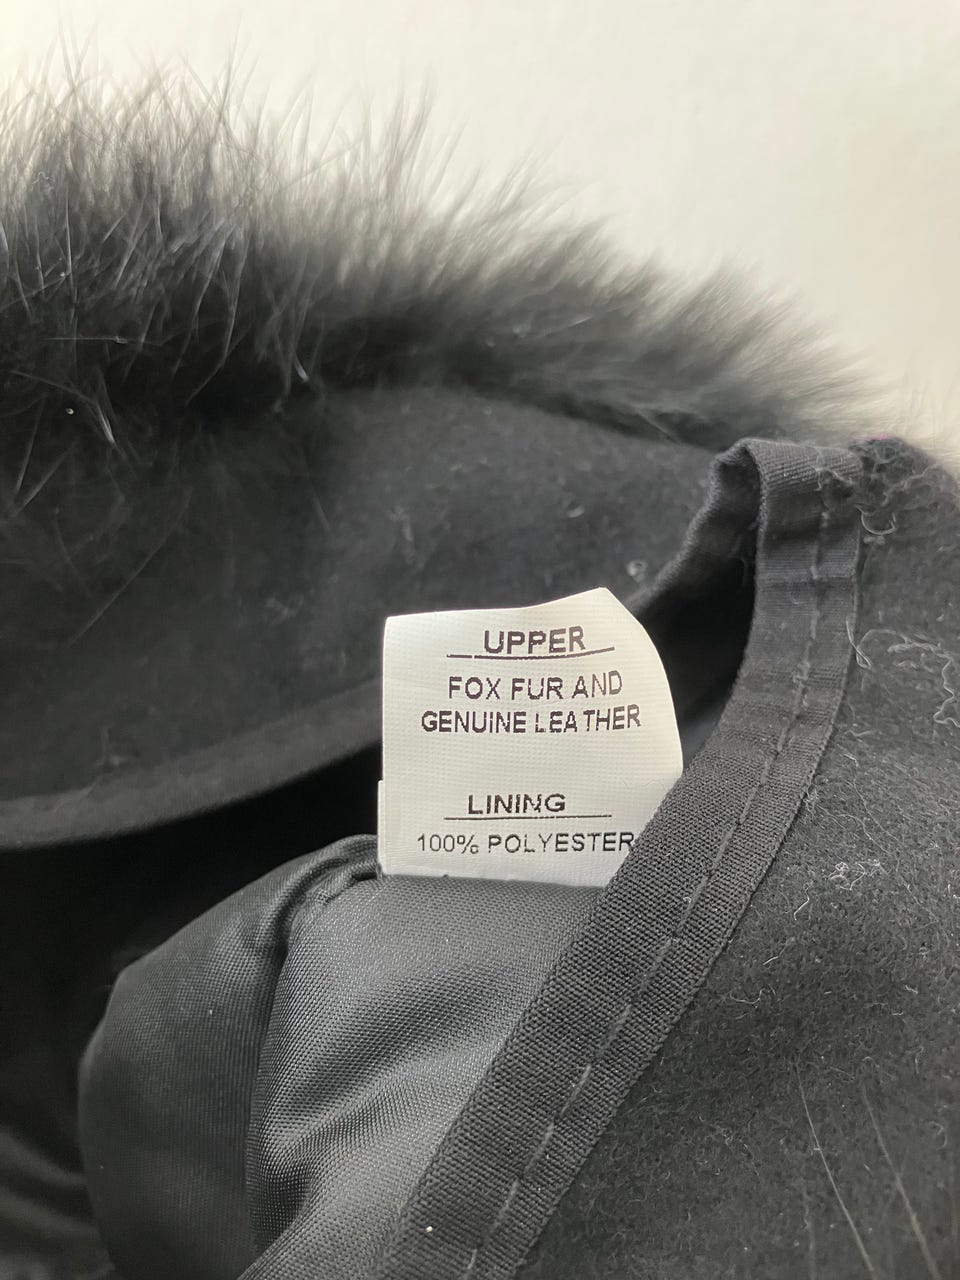 UPPER
FOX FUR AND
GENUINE LEATHER
LINING
100% POLYESTER